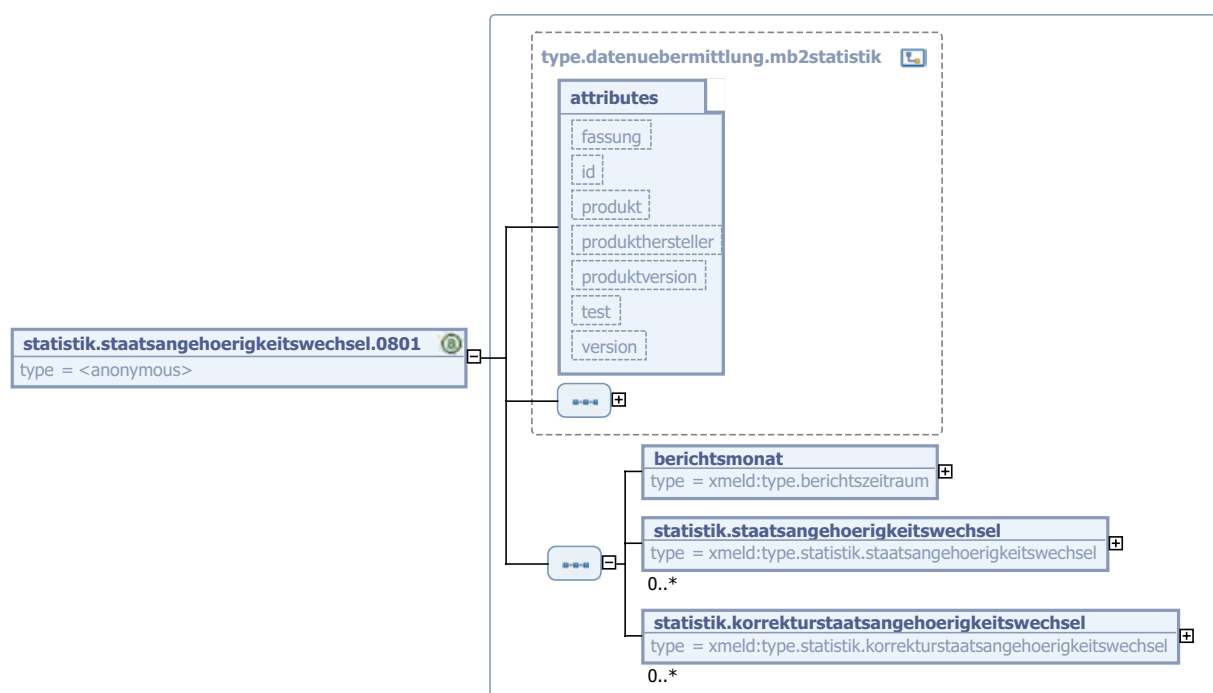 type.datenuebermittlung.mb2statistik
attributes
fassung
id
produkt
produkthersteller
produktversion
test
version
statistik.staatsangehoerigkeitswechsel.0801
type = <anonymous>
berichtsmonat
type = xmeld:type.berichtszeitraum
statistik.staatsangehoerigkeitswechsel
type = xmeld:type.statistik.staatsangehoerigkeitswechsel
0..*
statistik.korrekturstaatsangehoerigkeitswechsel
type = xmeld:type.statistik.korrekturstaatsangehoerigkeitswechsel
0..*